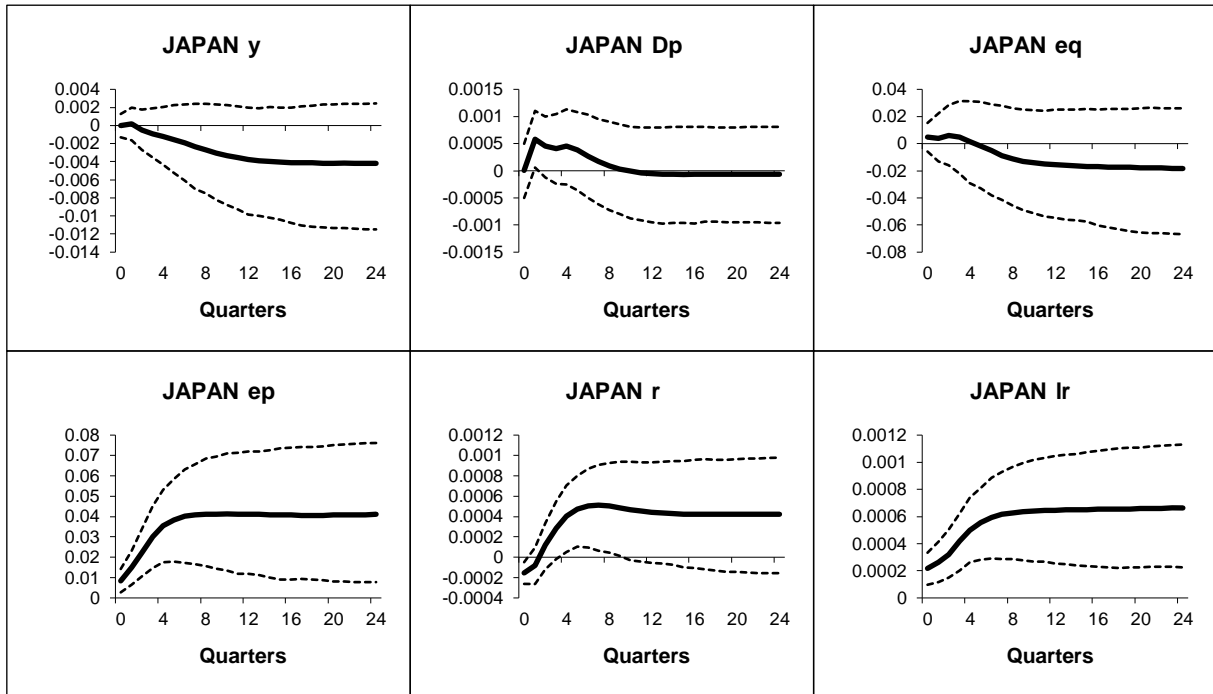 JAPAN y
0.004
0.002
0
-0.002
-0.004
-0.006
-0.008
-0.01
-0.012
-0.014
0 4 8 12 16 20 24
Quarters
JAPAN Dp
0.0015
0.001
0.0005
0
-0.0005
-0.001
-0.0015
0 4 8 12 16 20 24
Quarters
JAPAN eq
0.04
0.02
0
-0.02
-0.04
-0.06
-0.08
0 4 8 12 16 20 24
Quarters
JAPAN ep
0.08
0.07
0.06
0.05
0.04
0.03
0.02
0.01
0
0 4 8 12 16 20 24
Quarters
JAPAN r
0.0012
0.001
0.0008
0.0006
0.0004
0.0002
0
-0.0002
-0.0004
0 4 8 12 16 20 24
Quarters
JAPAN lr
0.0012
0.001
0.0008
0.0006
0.0004
0.0002
0
0 4 8 12 16 20 24
Quarters